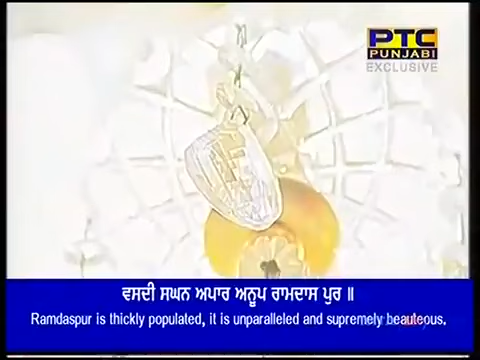 PTC
PUNJABI
EXCLUSIVE
ਵਸਦੀ ਸਘਨ ਅਪਾਰ ਅਨੂਪ ਰਾਮਦਾਸ ਪੁਰ ॥
Ramdaspur is thickly populated, it is unparalleled and supremely beauteous.